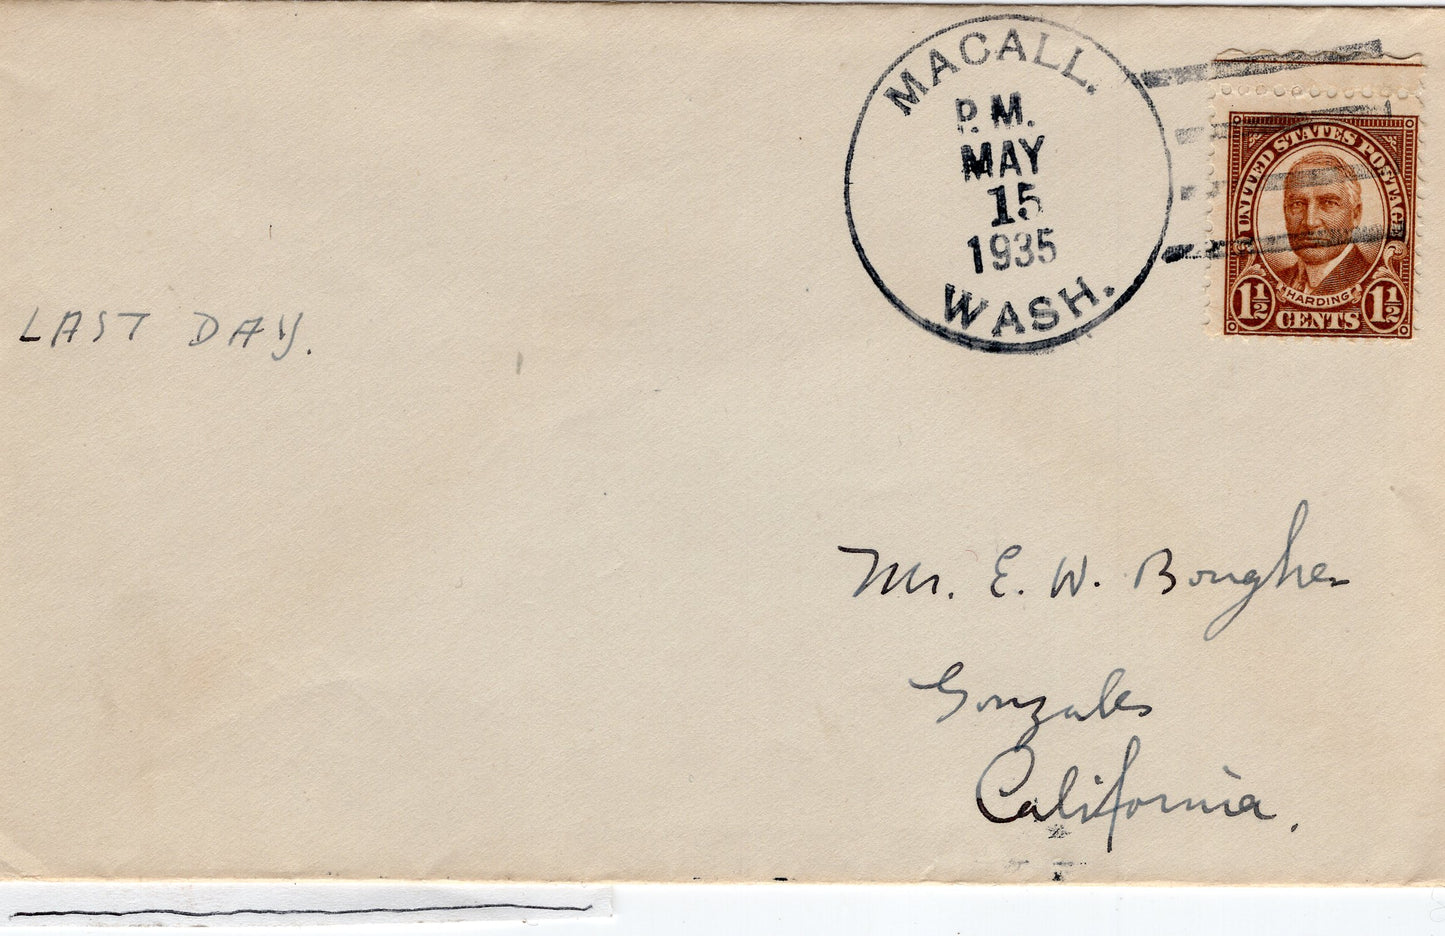 MACALL.
P.M.
MAY
15
1935
WASH.
UNITED STATES POSTAGE
HARDING
1½ CENTS 1½
LAST DAY.
Mr. E. W. Bougher
Gonzales
California.